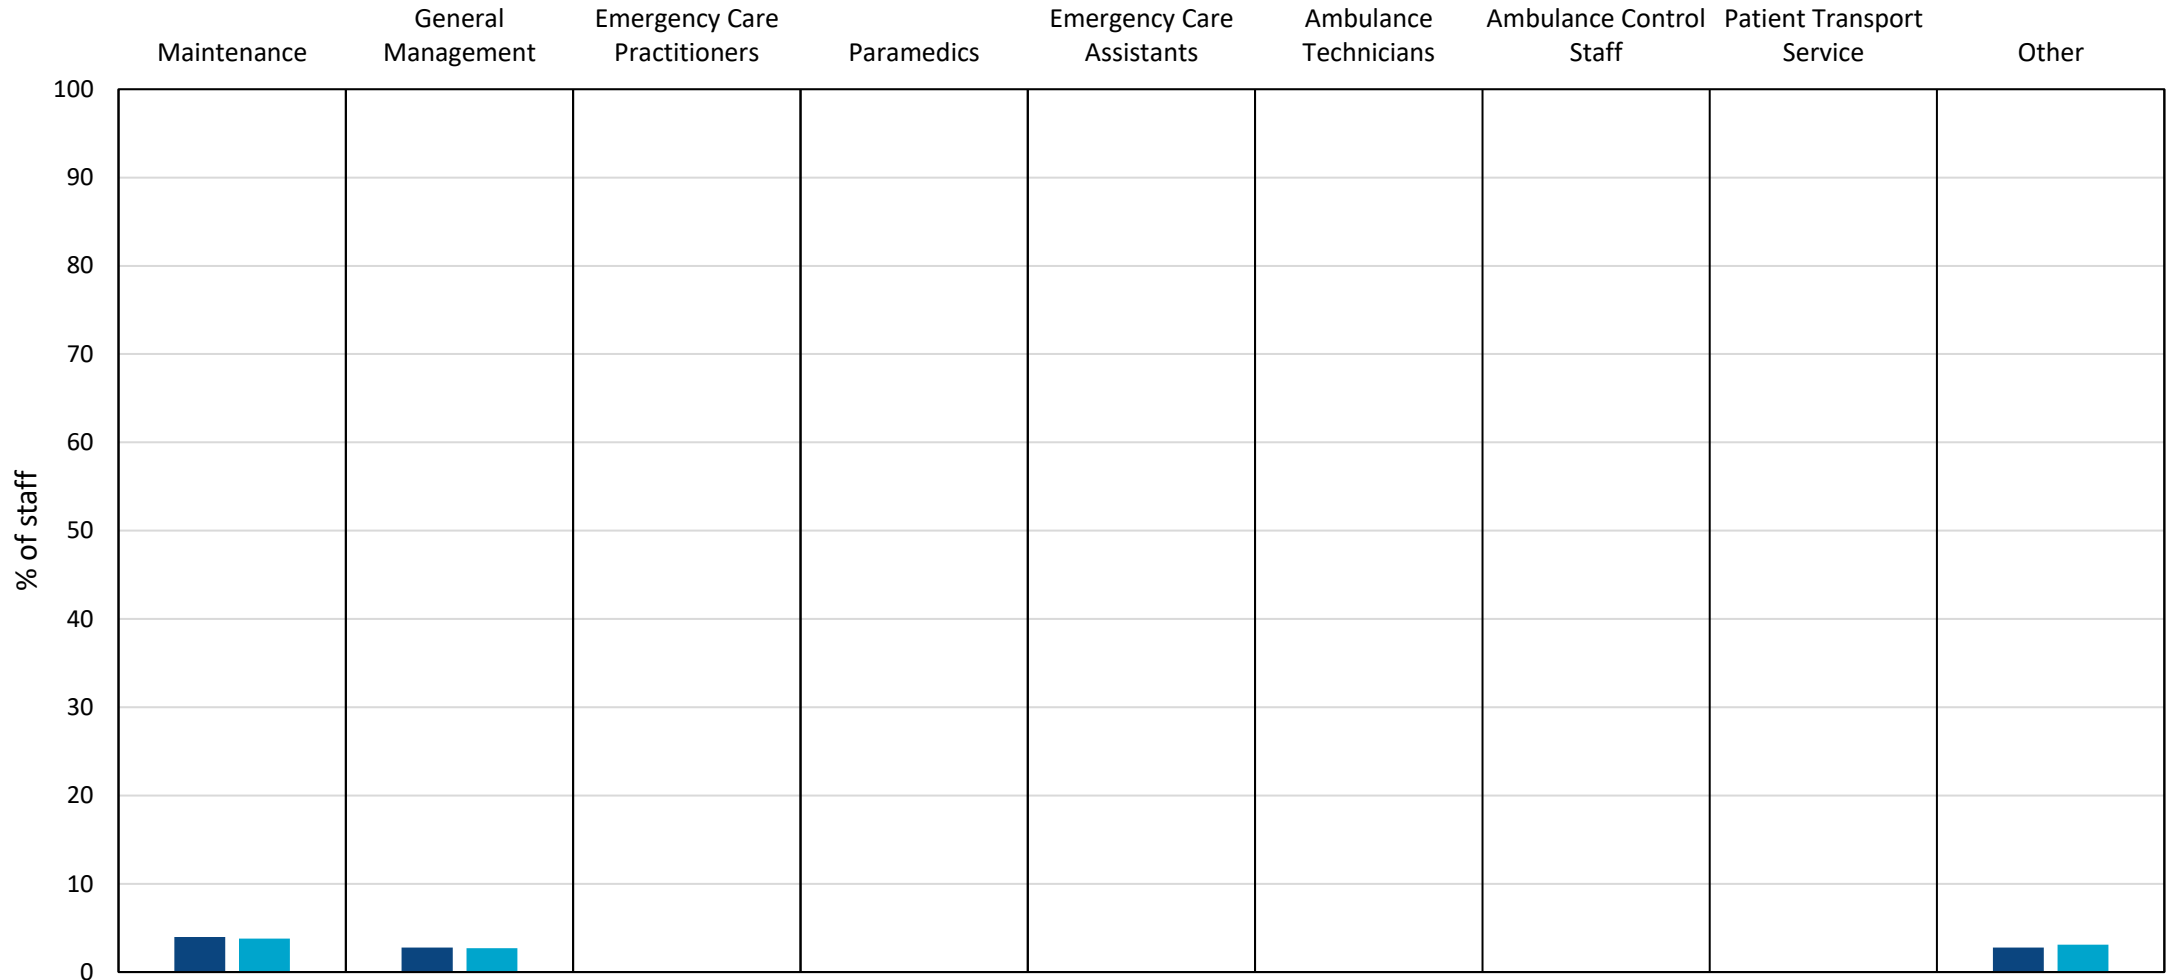 Maintenance
General
Management
Emergency Care
Practitioners
Paramedics
Emergency Care
Assistants
Ambulance
Technicians
Ambulance Control
Staff
Patient Transport
Service
Other
100
90
80
70
60
50
40
30
20
10
0
% of staff